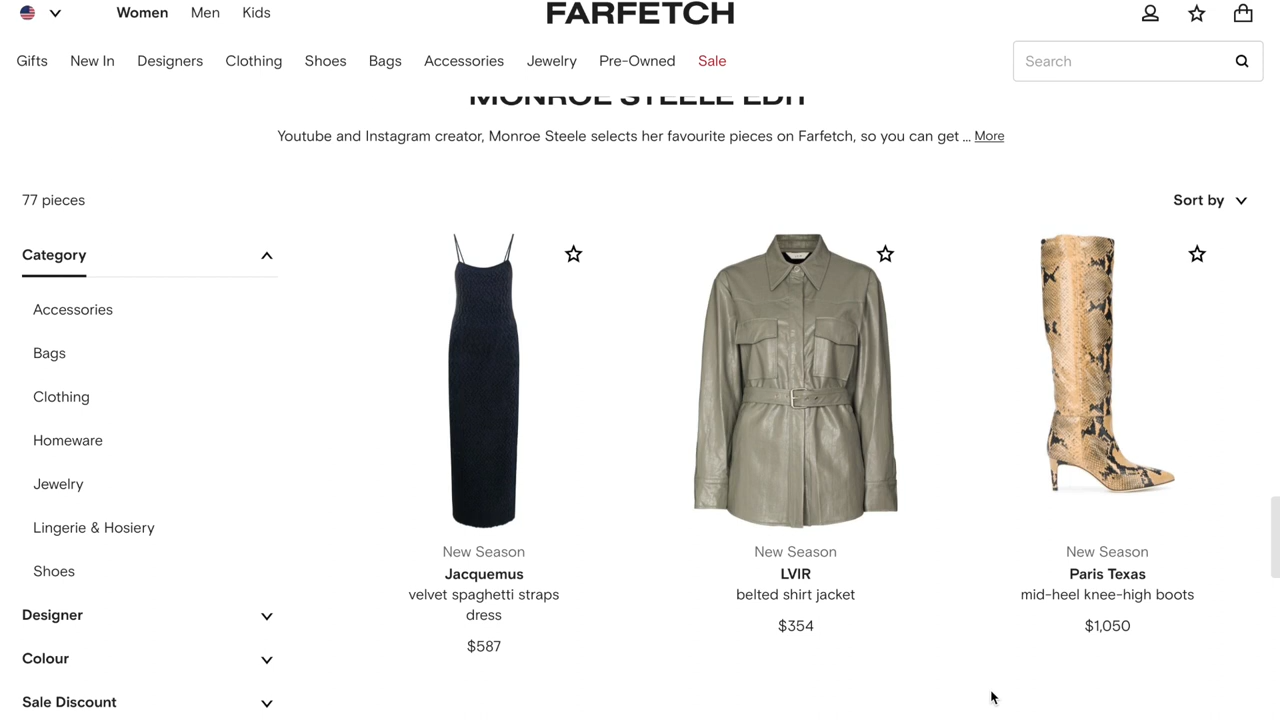 Women Men Kids
FARFETCH
Gifts New In Designers Clothing Shoes Bags Accessories Jewelry Pre-Owned Sale
Search
MONROE STEELE EDIT
Youtube and Instagram creator, Monroe Steele selects her favourite pieces on Farfetch, so you can get ... More
77 pieces
Sort by
Category
Accessories
Bags
Clothing
Homeware
Jewelry
Lingerie & Hosiery
Shoes
Designer
Colour
Sale Discount
New Season
Jacquemus
velvet spaghetti straps
dress
$587
New Season
LVIR
belted shirt jacket
$354
New Season
Paris Texas
mid-heel knee-high boots
$1,050